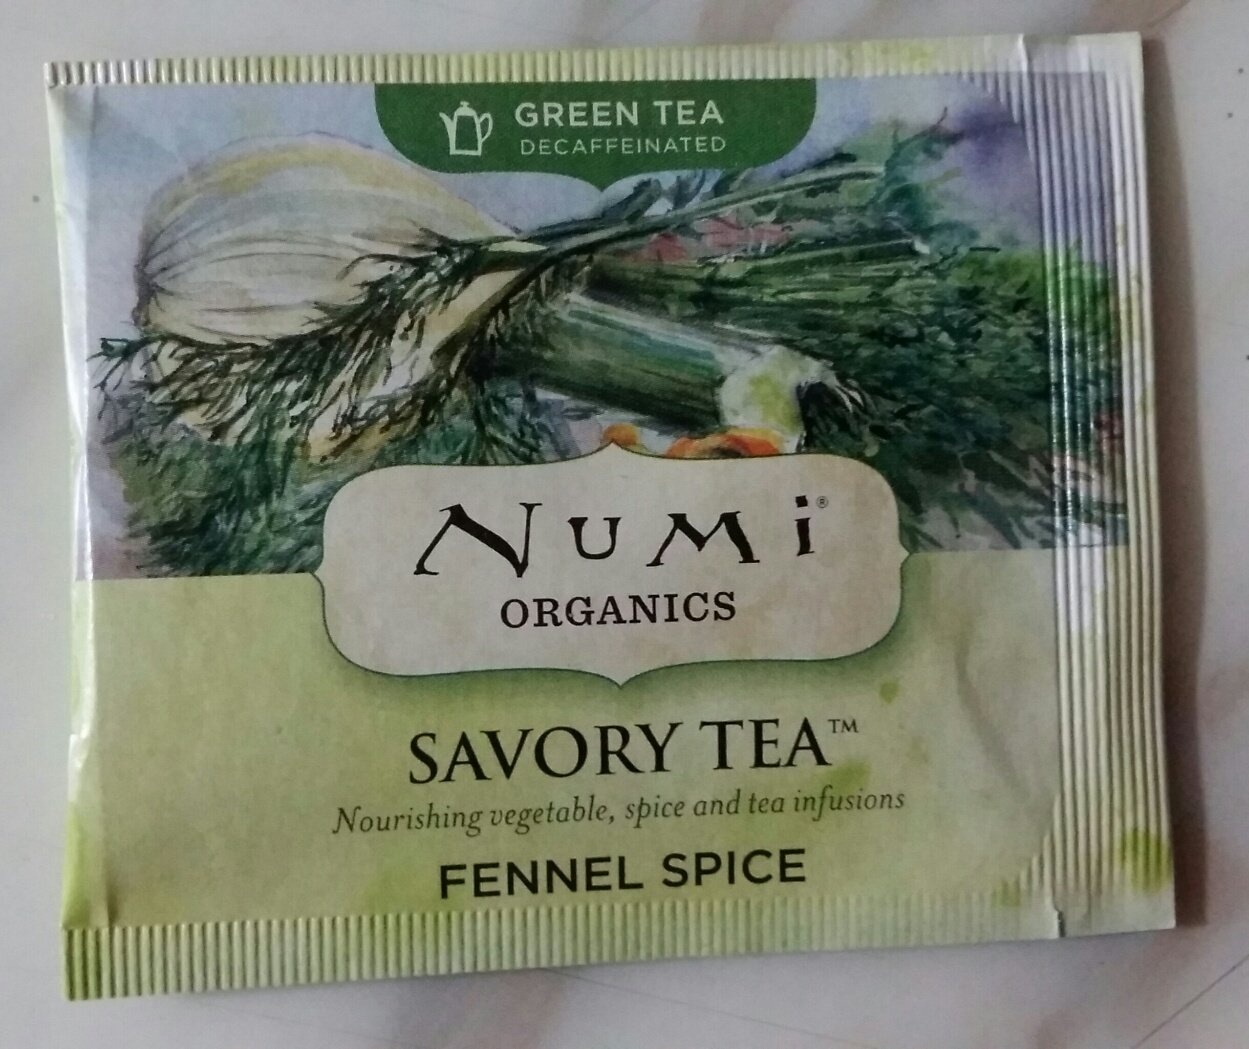 GREEN TEA
DECAFFEINATED
NUMi®
ORGANICS
SAVORY TEA™
Nourishing vegetable, spice and tea infusions
FENNEL SPICE